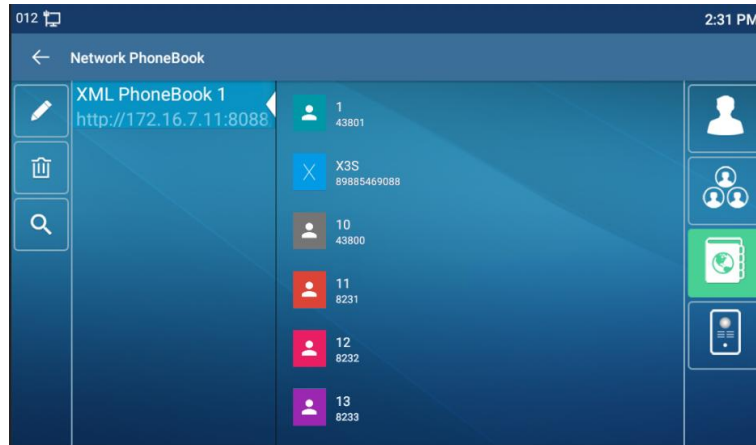 012
2:31 PM
Network PhoneBook
XML PhoneBook 1
http://172.16.7.11:8088
1
43801
X
X3S
89885469088
10
43800
11
8231
12
8232
13
8233